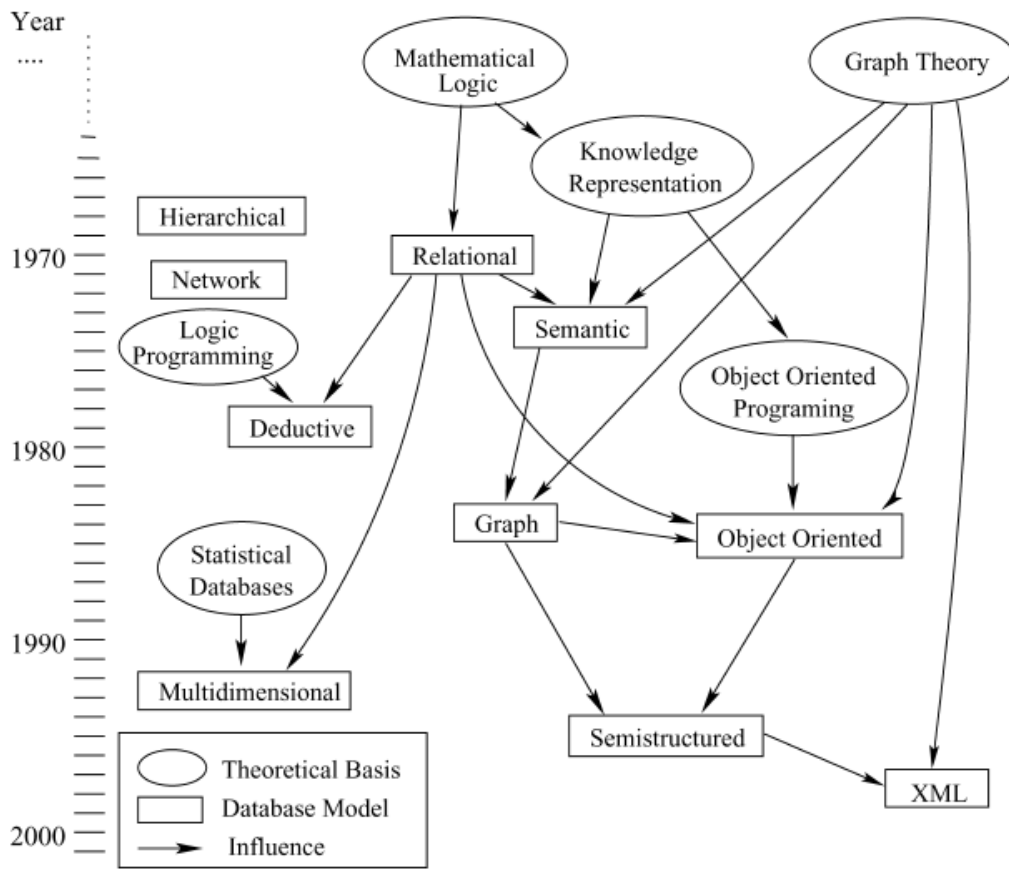 Year
....
Mathematical
Logic
Graph Theory
Knowledge
Representation
Hierarchical
1970
Relational
Network
Semantic
Logic
Programming
Object Oriented
Programing
Deductive
1980
Graph
Object Oriented
Statistical
Databases
1990
Multidimensional
Semistructured
Theoretical Basis
XML
Database Model
2000
Influence